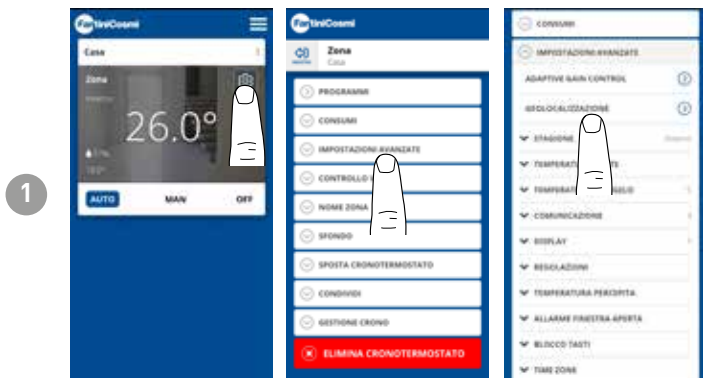 1
FantiniCosmi
Casa
Zona
26.0°
AUTO MAN OFF
FantiniCosmi
Zona
Casa
PROGRAMMI
CONSUMI
IMPOSTAZIONI AVANZATE
CONTROLLO
NOME ZONA
SFONDO
SPOSTA CRONOTERMOSTATO
CONDIVIDI
GESTIONE CRONO
ELIMINA CRONOTERMOSTATO
CONSUMI
IMPOSTAZIONI AVANZATE
ADAPTIVE GAIN CONTROL
GEOLOCALIZZAZIONE
STAGIONE
COMUNICAZIONE
DISPLAY
REGOLAZIONI
TEMPERATURA PERCEPITA
ALLARME FINESTRA APERTA
BLOCCO TASTI
TIME ZONE